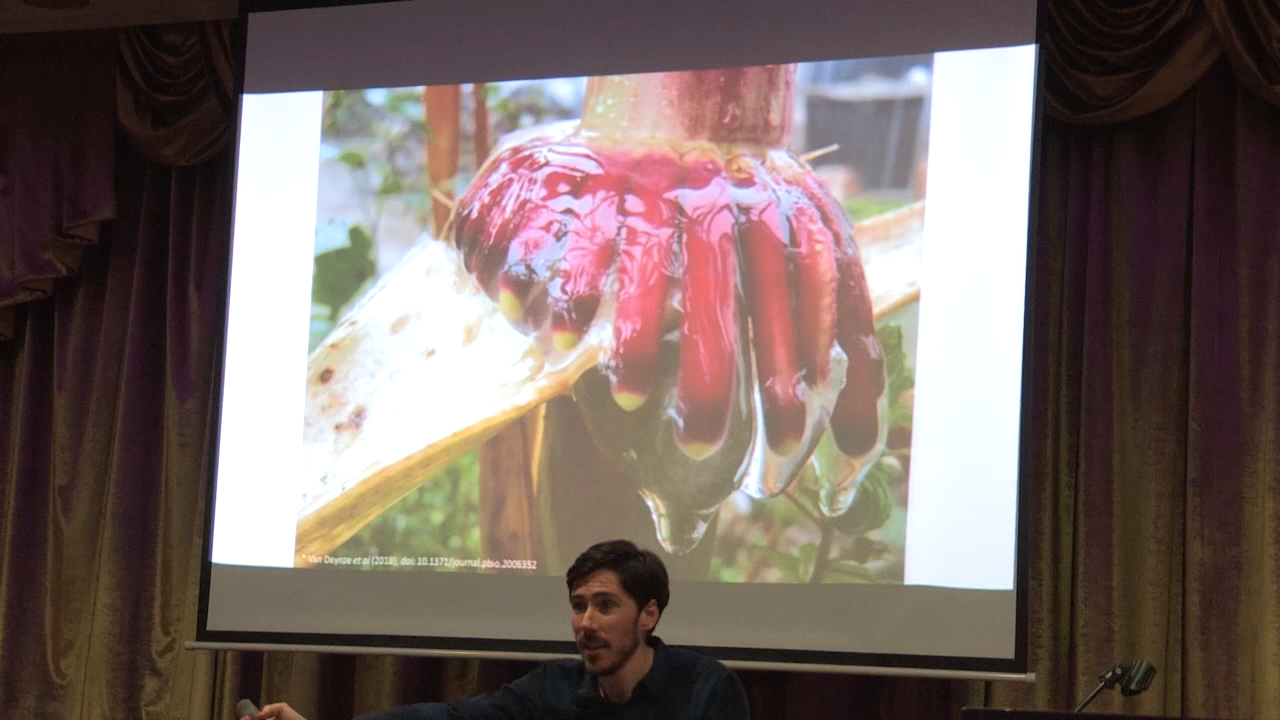 * Van Deynze et al (2018), doi: 10.1371/journal.pbio.2006352